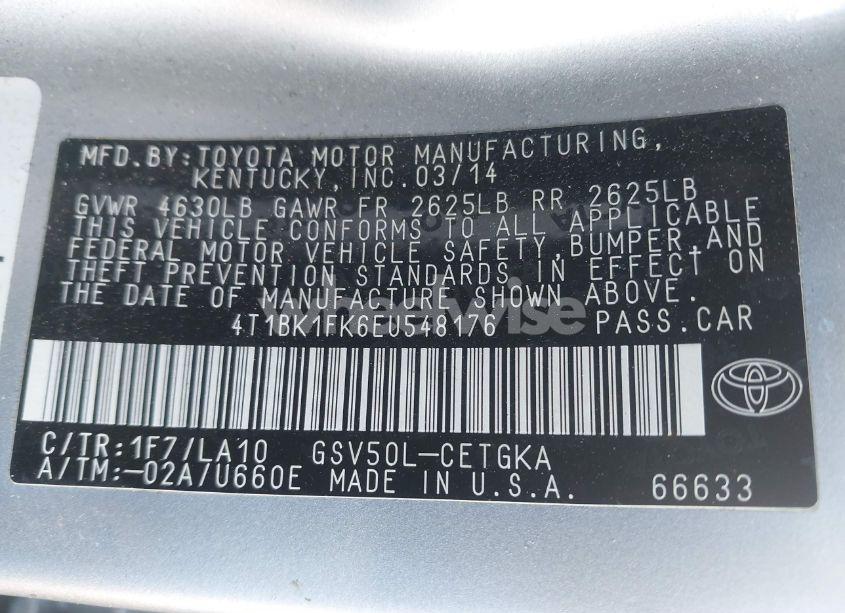 MFD.BY:TOYOTA MOTOR MANUFACTURING,
KENTUCKY,INC.03/14
GVWR 4630LB GAWR FR 2625LB RR 2625LB
THIS VEHICLE CONFORMS TO ALL APPLICABLE
FEDERAL MOTOR VEHICLE SAFETY,BUMPER,AND
THEFT PREVENTION STANDARDS IN EFFECT ON
THE DATE OF MANUFACTURE SHOWN ABOVE.
4T1BK1FK6EU548176 PASS.CAR
C/TR:1F7/LA10 GSV50L-CETGKA
A/TM:-02A/U660E MADE IN U.S.A. 66633